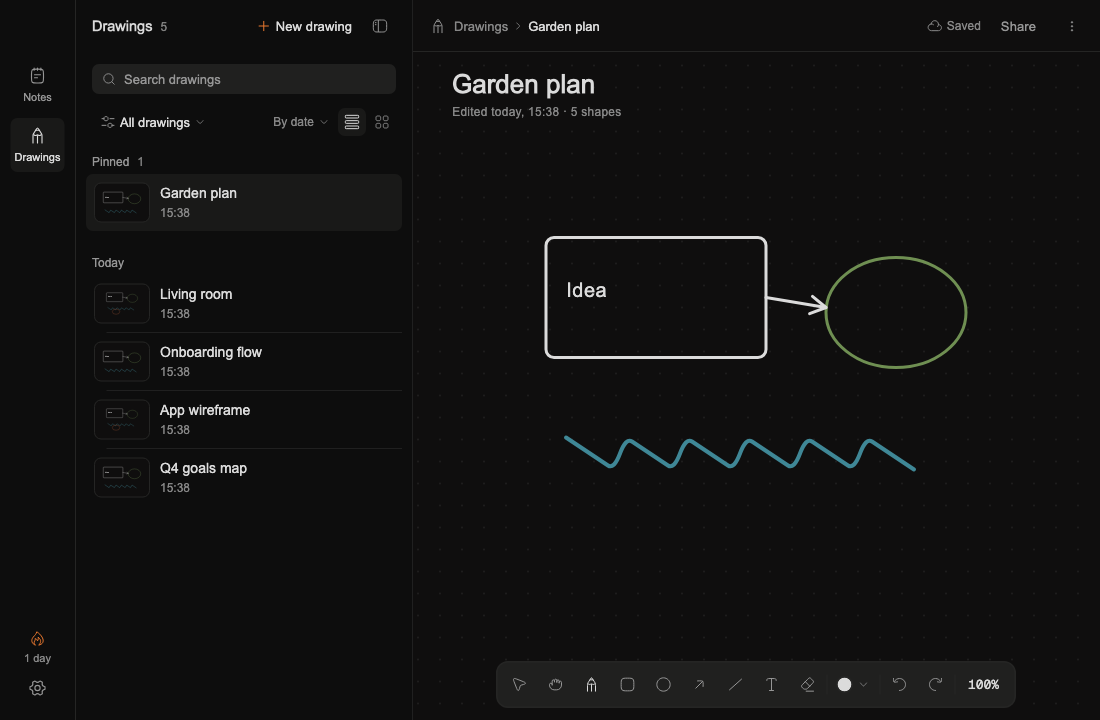 Drawings 5
New drawing
Drawings
Garden plan
Saved
Share
Notes
Drawings
Search drawings
All drawings
By date
Pinned 1
Garden plan
15:38
Today
Living room
15:38
Onboarding flow
15:38
App wireframe
15:38
Q4 goals map
15:38
1 day
Garden plan
Edited today, 15:38 · 5 shapes
Idea
100%